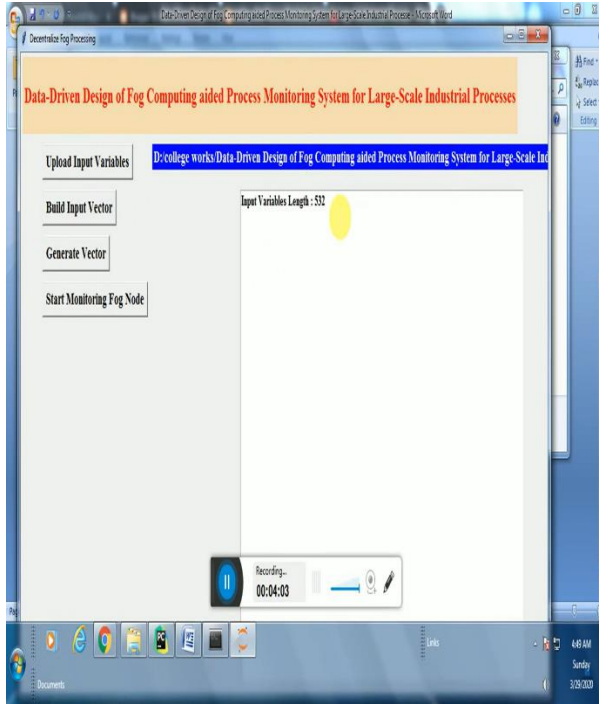 Data-Driven Design of Fog Computing aided Process Monitoring System for Large-Scale Industrial Processes - Microsoft Word
Decentralize Fog Processing
Find
Replac
Select
Editing
Data-Driven Design of Fog Computing aided Process Monitoring System for Large-Scale Industrial Processes
Upload Input Variables
D:/college works/Data-Driven Design of Fog Computing aided Process Monitoring System for Large-Scale Ind
Build Input Vector
Input Variables Length : 532
Generate Vector
Start Monitoring Fog Node
Recording...
00:04:03
Links
4:49 AM
Sunday
Documents
3/29/2020